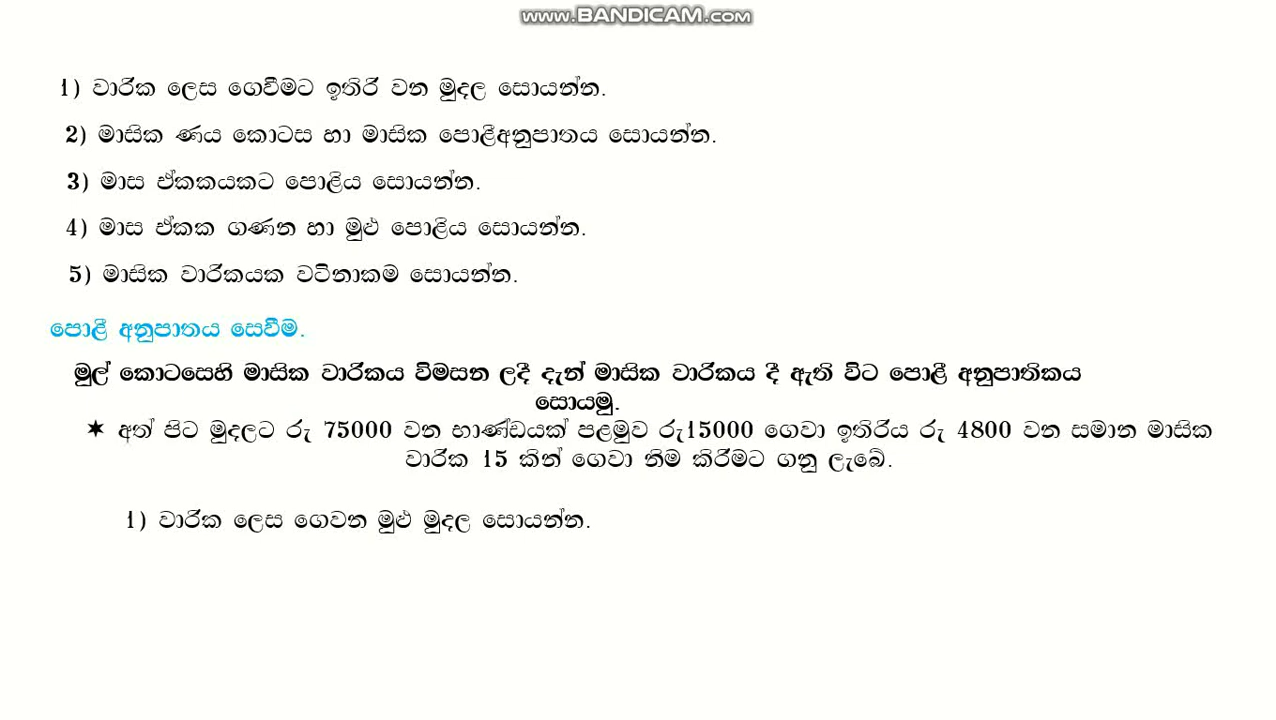 www.BANDICAM.com
1) වාරික ලෙස ගෙවීමට ඉතිරි වන මුදල සොයන්න.
2) මාසික ණය කොටස හා මාසික පොළීඅනුපාතය සොයන්න.
3) මාස ඒකකයකට පොළිය සොයන්න.
4) මාස ඒකක ගණන හා මුළු පොළිය සොයන්න.
5) මාසික වාරිකයක වටිනාකම සොයන්න.
පොළී අනුපාතය සෙවීම.
මුල් කොටසෙහි මාසික වාරිකය විමසන ලදී දැන් මාසික වාරිකය දී ඇති විට පොළී අනුපාතිකය
සොයමු.
✶ අත් පිට මුදලට රු 75000 වන භාණ්ඩයක් පළමුව රු15000 ගෙවා ඉතිරිය රු 4800 වන සමාන මාසික
වාරික 15 කින් ගෙවා නිම කිරීමට ගනු ලැබේ.
1) වාරික ලෙස ගෙවන මුළු මුදල සොයන්න.